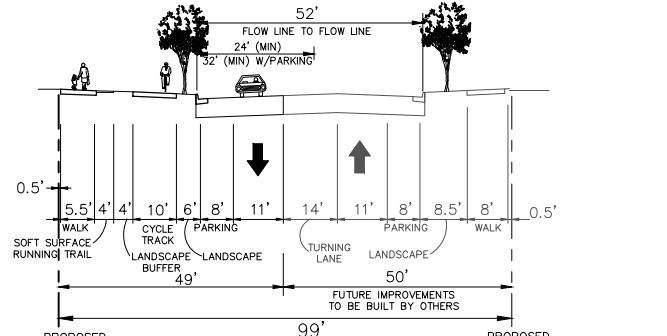 52'
FLOW LINE TO FLOW LINE
24' (MIN)
32' (MIN) W/PARKING
0.5'
5.5' 4' 4' 10' 6' 8' 11' 14' 11' 8' 8.5' 8' 0.5'
WALK
SOFT SURFACE
RUNNING TRAIL
CYCLE
TRACK
LANDSCAPE
BUFFER
PARKING
LANDSCAPE
TURNING
LANE
PARKING
LANDSCAPE
WALK
49' 50'
FUTURE IMPROVEMENTS
TO BE BUILT BY OTHERS
99'
PROPOSED PROPOSED